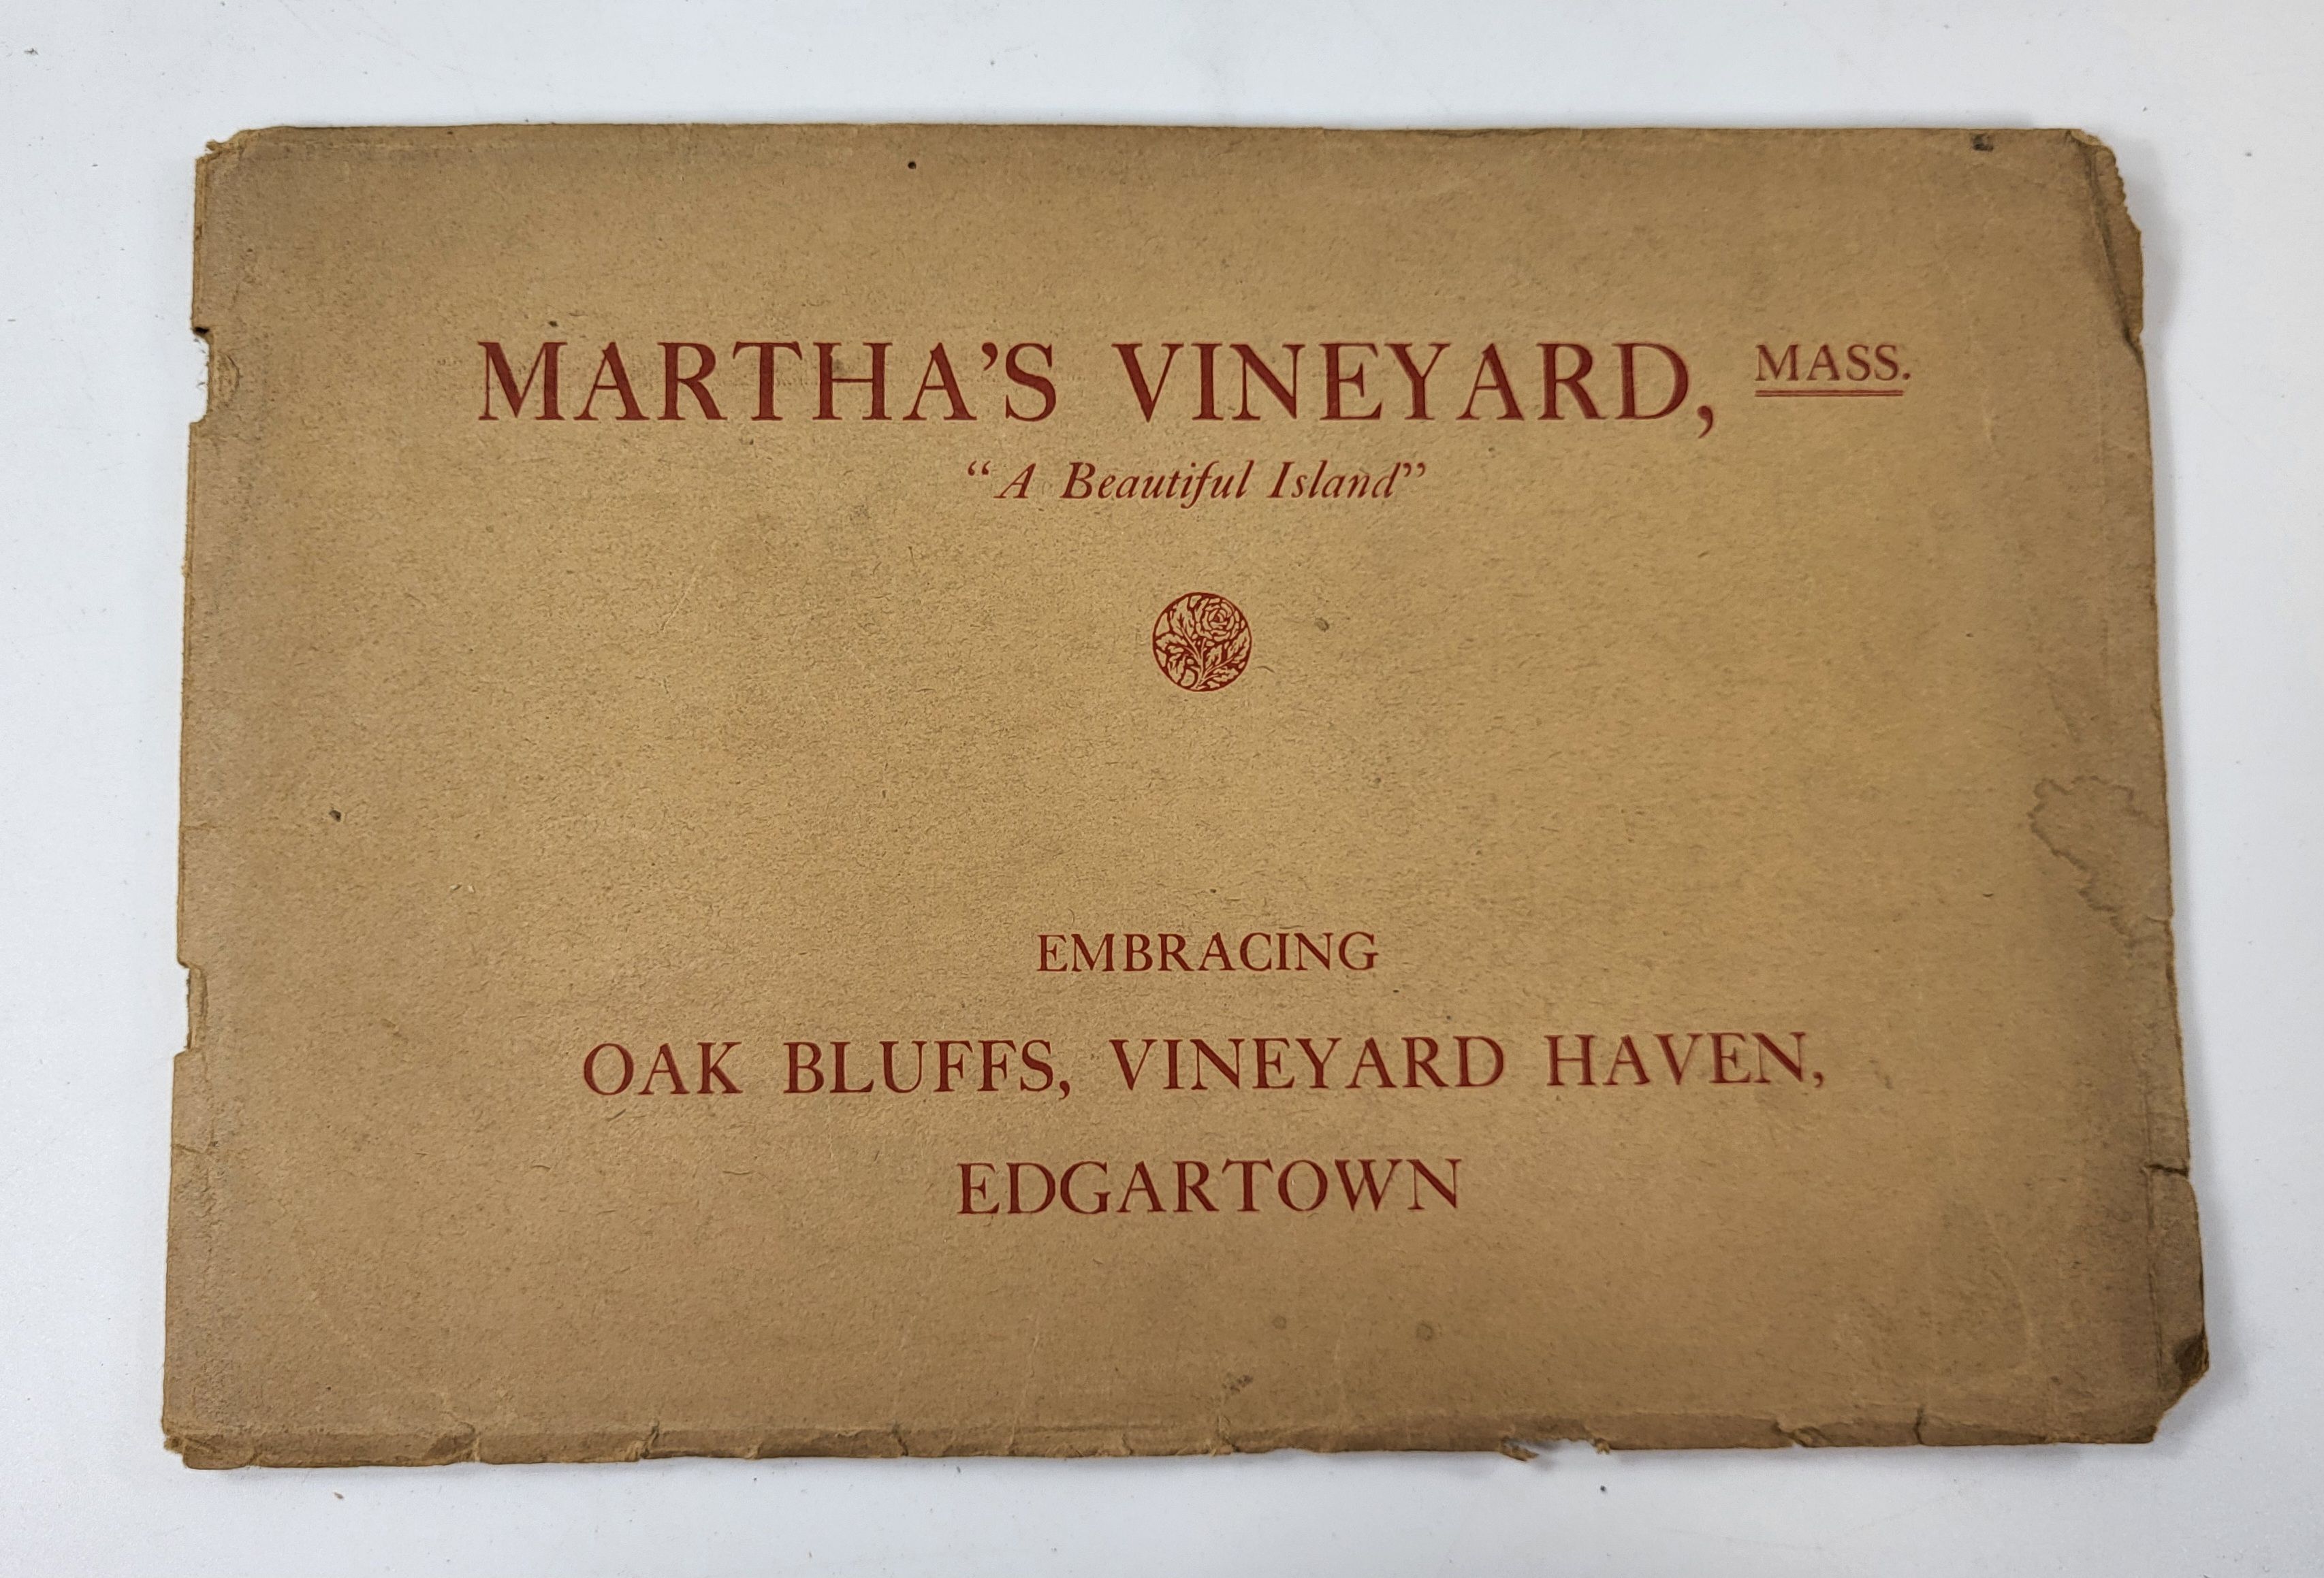 MARTHA’S VINEYARD, MASS.
“A Beautiful Island”
EMBRACING
OAK BLUFFS, VINEYARD HAVEN,
EDGARTOWN